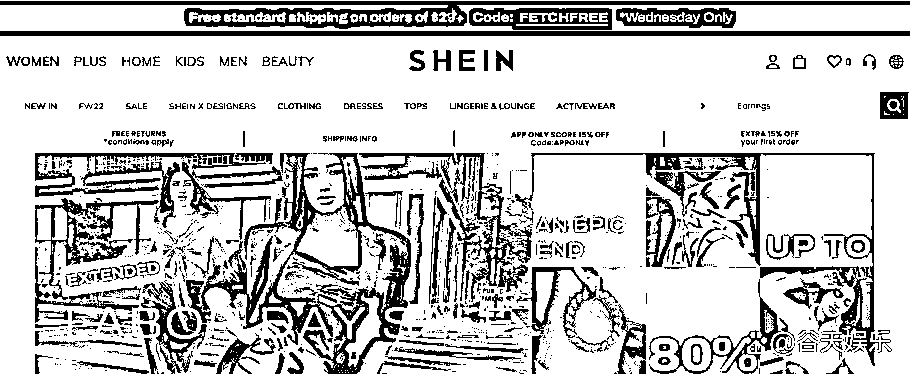 Free standard shipping on orders of $29+ Code: FETCHFREE *Wednesday Only
WOMEN PLUS HOME KIDS MEN BEAUTY
SHEIN
0
NEW IN FW22 SALE SHEIN X DESIGNERS CLOTHING DRESSES TOPS LINGERIE & LOUNGE ACTIVEWEAR
Earrings
FREE RETURNS
*conditions apply
SHIPPING INFO
APP ONLY SCORE 15% OFF
Code:APPONLY
EXTRA 15% OFF
your first order
EXTENDED
LABOR DAY S
AN EPIC
END
UP TO
80%
@谷天娱乐